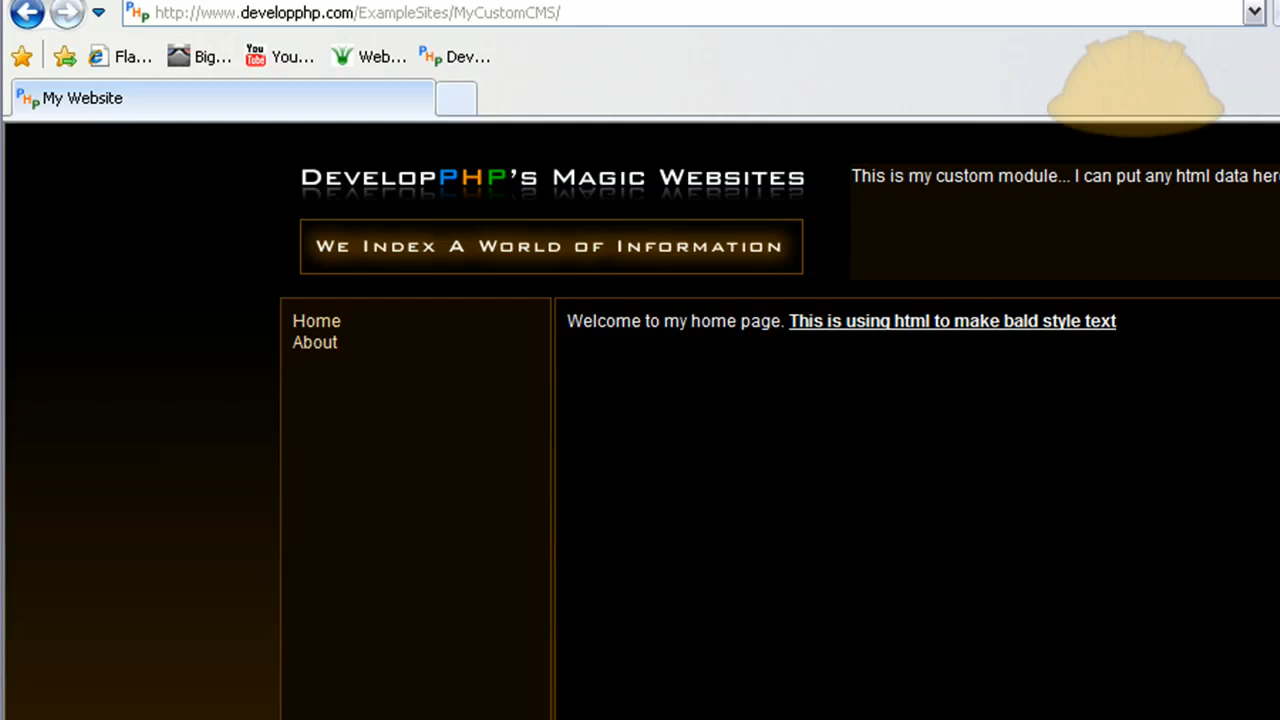 http://www.developphp.com/ExampleSites/MyCustomCMS/
Fla... Big... You... Web... Dev...
My Website
DevelopPHP's Magic Websites
This is my custom module... I can put any html data here
We Index A World of Information
Home
About
Welcome to my home page. This is using html to make bald style text